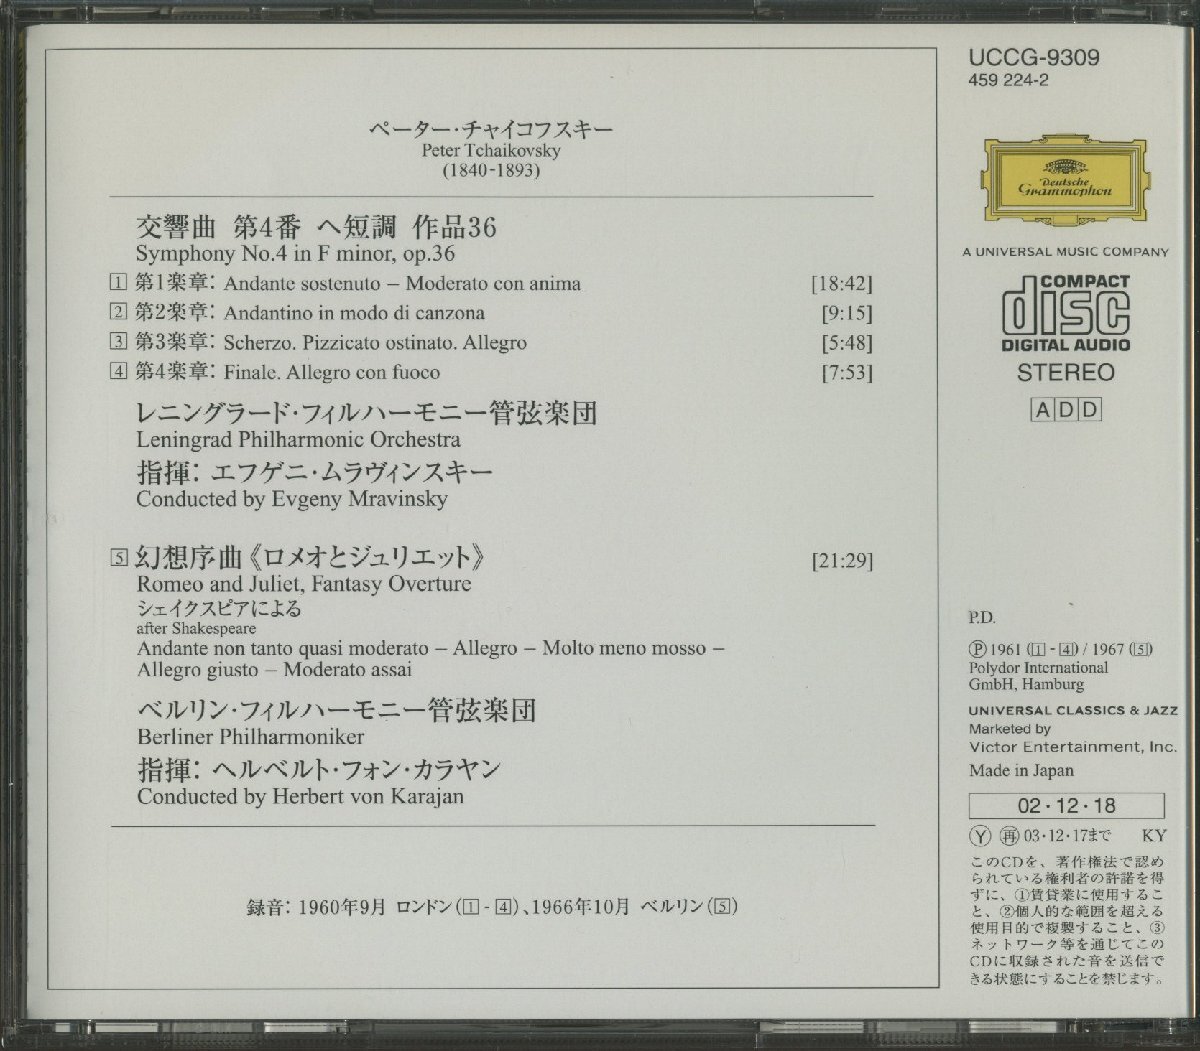 ペーター・チャイコフスキー
Peter Tchaikovsky
(1840-1893)
交響曲 第4番 ヘ短調 作品36
Symphony No.4 in F minor, op.36
1 第1楽章: Andante sostenuto – Moderato con anima [18:42]
2 第2楽章: Andantino in modo di canzona [9:15]
3 第3楽章: Scherzo. Pizzicato ostinato. Allegro [5:48]
4 第4楽章: Finale. Allegro con fuoco [7:53]
レニングラード・フィルハーモニー管弦楽団
Leningrad Philharmonic Orchestra
指揮: エフゲニ・ムラヴィンスキー
Conducted by Evgeny Mravinsky
5 幻想序曲《ロメオとジュリエット》 [21:29]
Romeo and Juliet, Fantasy Overture
シェイクスピアによる
after Shakespeare
Andante non tanto quasi moderato – Allegro – Molto meno mosso –
Allegro giusto – Moderato assai
ベルリン・フィルハーモニー管弦楽団
Berliner Philharmoniker
指揮: ヘルベルト・フォン・カラヤン
Conducted by Herbert von Karajan
録音: 1960年9月 ロンドン(1-4)、1966年10月 ベルリン(5)
UCCG-9309
459 224-2
Deutsche
Grammophon
A UNIVERSAL MUSIC COMPANY
COMPACT
disc
DIGITAL AUDIO
STEREO
ADD
P.D.
Ⓟ1961 (1-4) / 1967 (5)
Polydor International
GmbH, Hamburg
UNIVERSAL CLASSICS & JAZZ
Marketed by
Victor Entertainment, Inc.
Made in Japan
02・12・18
Ⓨ ㊢03・12・17まで KY
このCDを、著作権法で認め
られている権利者の許諾を得
ずに、①賃貸業に使用するこ
と、②個人的な範囲を超える
使用目的で複製すること、③
ネットワーク等を通じてこの
CDに収録された音を送信で
きる状態にすることを禁じます。